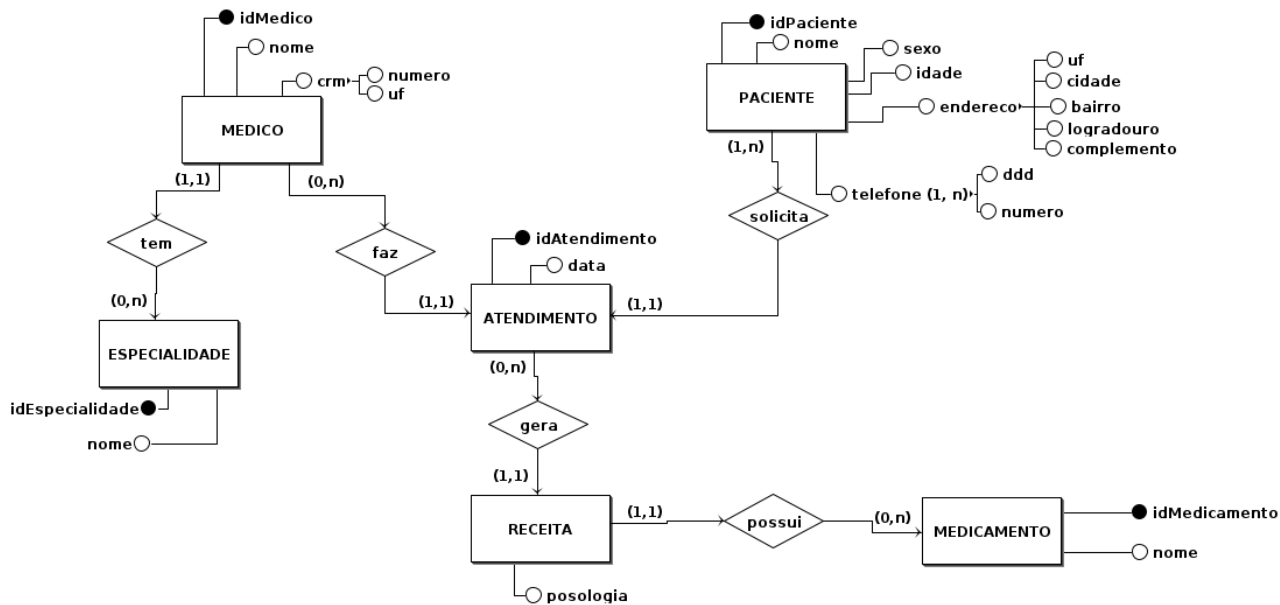 idMedico
nome
crm
numero
uf
MEDICO
(1,1)
(0,n)
tem
faz
(0,n)
ESPECIALIDADE
idEspecialidade
nome
idPaciente
nome
sexo
idade
endereco
uf
cidade
bairro
logradouro
complemento
PACIENTE
(1,n)
telefone (1, n)
ddd
numero
solicita
idAtendimento
data
(1,1)
ATENDIMENTO
(1,1)
(0,n)
gera
(1,1)
RECEITA
posologia
(1,1)
possui
(0,n)
MEDICAMENTO
idMedicamento
nome